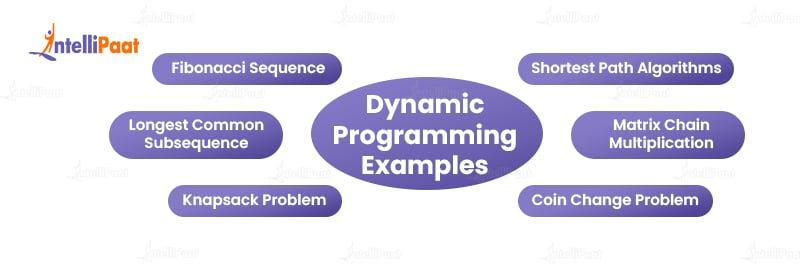 IntelliPaat
Fibonacci Sequence
Longest Common
Subsequence
Knapsack Problem
Dynamic
Programming
Examples
Shortest Path Algorithms
Matrix Chain
Multiplication
Coin Change Problem